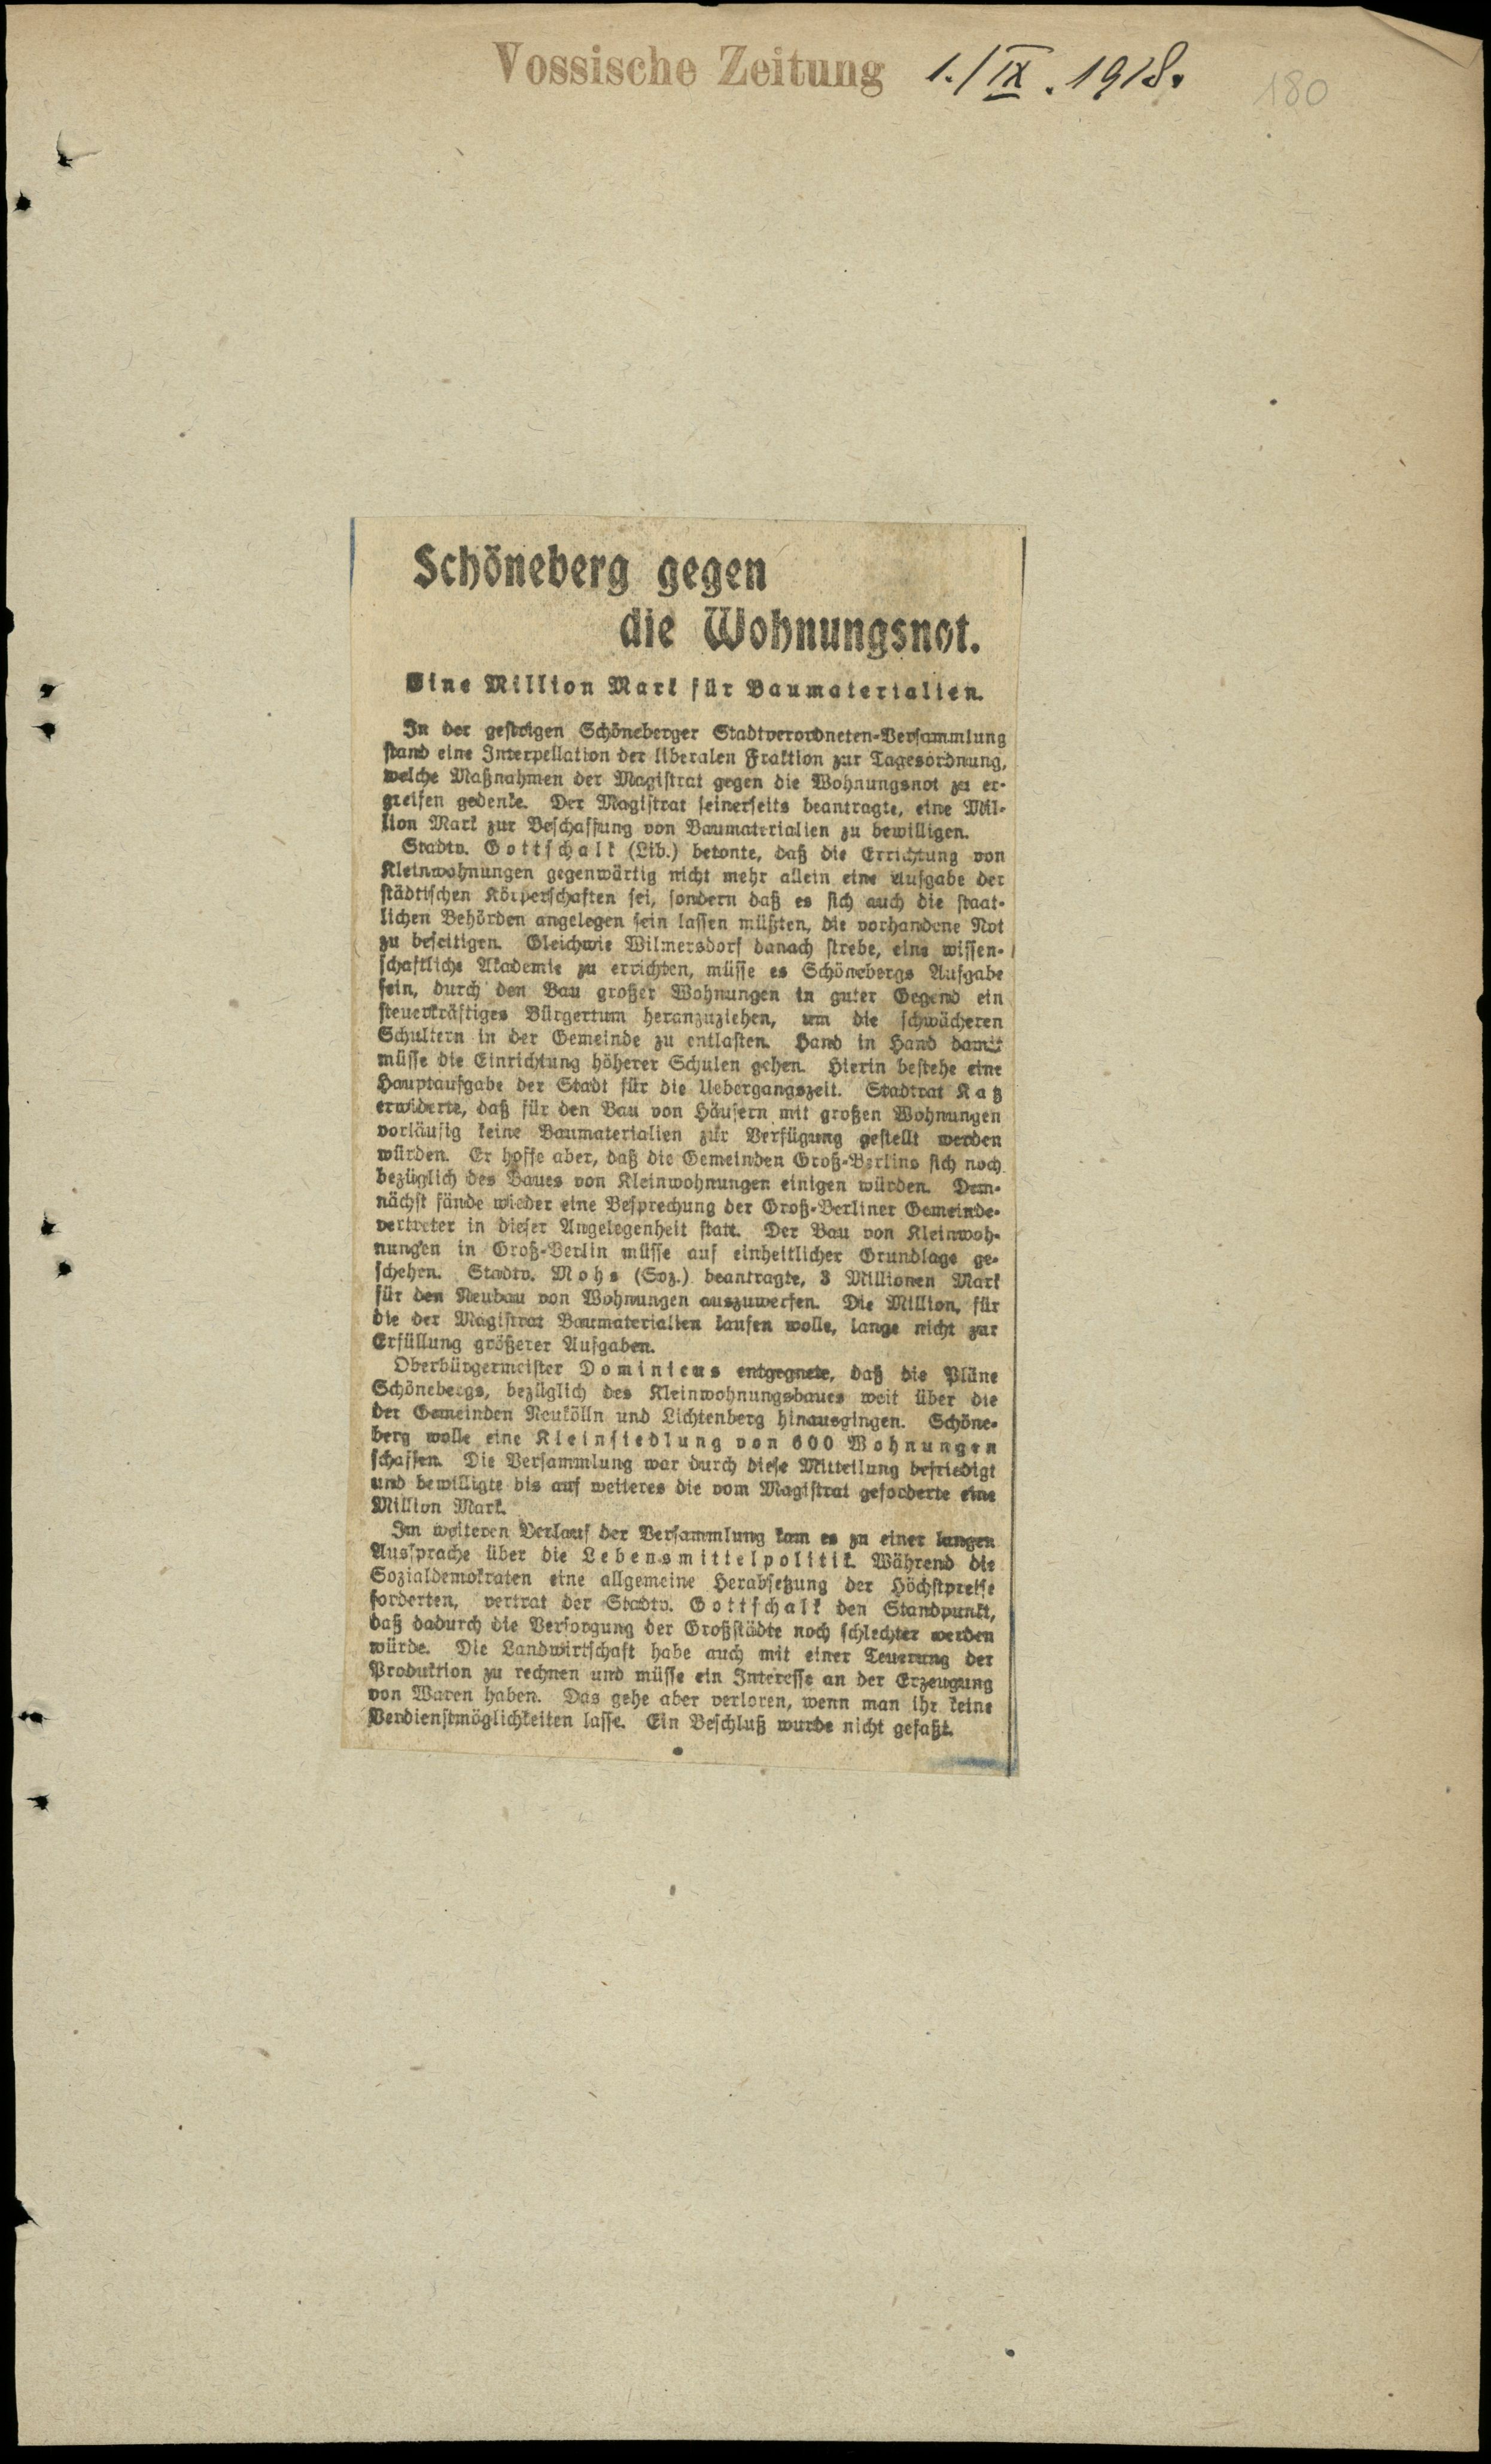 Vossische Zeitung 1./IX. 1918.
180
Schöneberg gegen
die Wohnungsnot.
Eine Million Mark für Baumaterialien.
In der gestrigen Schöneberger Stadtverordneten-Versammlung
stand eine Interpellation der liberalen Fraktion zur Tagesordnung,
welche Maßnahmen der Magistrat gegen die Wohnungsnot zu er-
greifen gedenke. Der Magistrat seinerseits beantragte, eine Mil-
lion Mark zur Beschaffung von Baumaterialien zu bewilligen.
Stadtv. Gottschalk (Lib.) betonte, daß die Errichtung von
Kleinwohnungen gegenwärtig nicht mehr allein eine Aufgabe der
städtischen Körperschaften sei, sondern daß es sich auch die staat-
lichen Behörden angelegen sein lassen müßten, die vorhandene Not
zu beseitigen. Gleichwie Wilmersdorf danach strebe, eine wissen-
schaftliche Akademie zu errichten, müsse es Schönebergs Aufgabe
sein, durch den Bau großer Wohnungen in guter Gegend ein
steuerkräftiges Bürgertum heranzuziehen, um die schwächeren
Schultern in der Gemeinde zu entlasten. Hand in Hand damit
müsse die Einrichtung höherer Schulen gehen. Hierin bestehe eine
Hauptaufgabe der Stadt für die Uebergangszeit. Stadtrat Katz
erwiderte, daß für den Bau von Häusern mit großen Wohnungen
vorläufig keine Baumaterialien zur Verfügung gestellt werden
würden. Er hoffe aber, daß die Gemeinden Groß-Berlins sich noch
bezüglich des Baues von Kleinwohnungen einigen würden. Dem-
nächst fände wieder eine Besprechung der Groß-Berliner Gemeinde-
vertreter in dieser Angelegenheit statt. Der Bau von Kleinwoh-
nungen in Groß-Berlin müsse auf einheitlicher Grundlage ge-
schehen. Stadtv. Mohs (Soz.) beantragte, 3 Millionen Mark
für den Neubau von Wohnungen auszuwerfen. Die Million, für
die der Magistrat Baumaterialien kaufen wolle, lange nicht zur
Erfüllung größerer Aufgaben.
Oberbürgermeister Dominicus entgegnete, daß die Pläne
Schönebergs, bezüglich des Kleinwohnungsbaues weit über die
der Gemeinden Neukölln und Lichtenberg hinausgingen. Schöne-
berg wolle eine Kleinsiedlung von 600 Wohnungen
schaffen. Die Versammlung war durch diese Mitteilung befriedigt
und bewilligte bis auf weiteres die vom Magistrat geforderte eine
Million Mark.
Im weiteren Verlauf der Versammlung kam es zu einer langen
Aussprache über die Lebensmittelpolitik. Während die
Sozialdemokraten eine allgemeine Herabsetzung der Höchstpreise
forderten, vertrat der Stadtv. Gottschalk den Standpunkt,
daß dadurch die Versorgung der Großstädte noch schlechter werden
würde. Die Landwirtschaft habe auch mit einer Teuerung der
Produktion zu rechnen und müsse ein Interesse an der Erzeugung
von Waren haben. Das gehe aber verloren, wenn man ihr keine
Verdienstmöglichkeiten lasse. Ein Beschluß wurde nicht gefaßt.